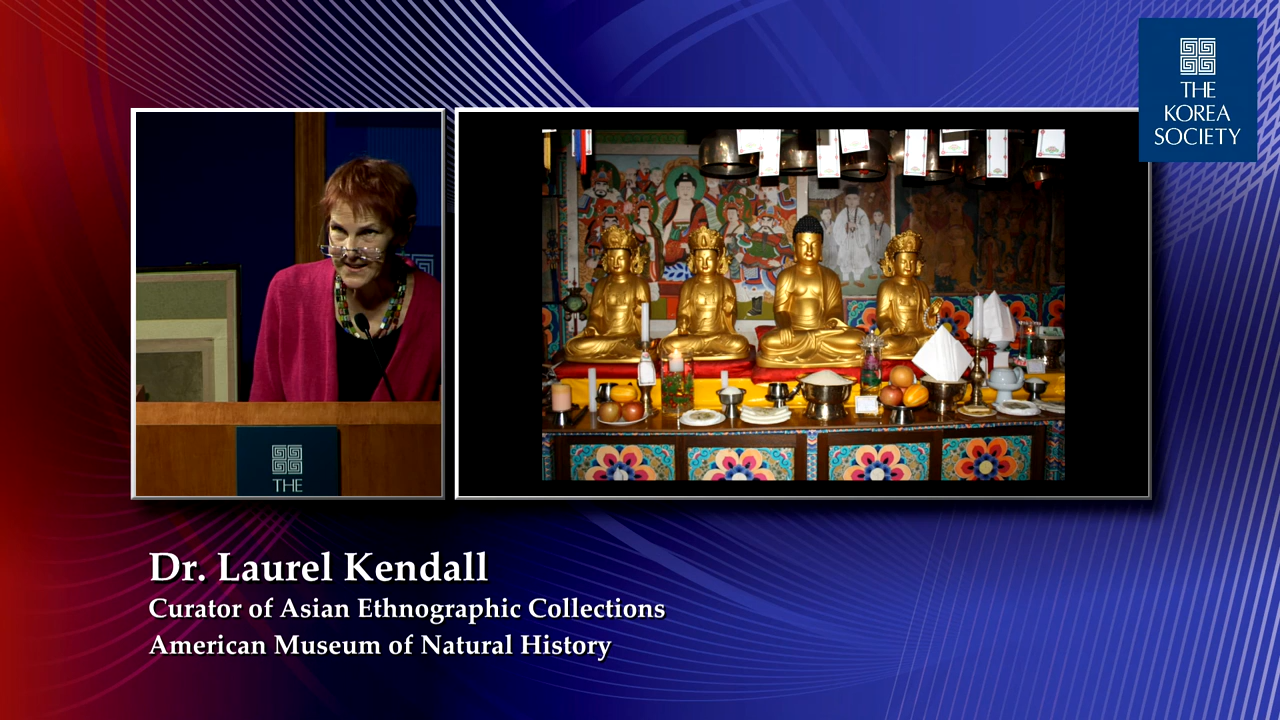 THE
KOREA
SOCIETY
THE
Dr. Laurel Kendall
Curator of Asian Ethnographic Collections
American Museum of Natural History